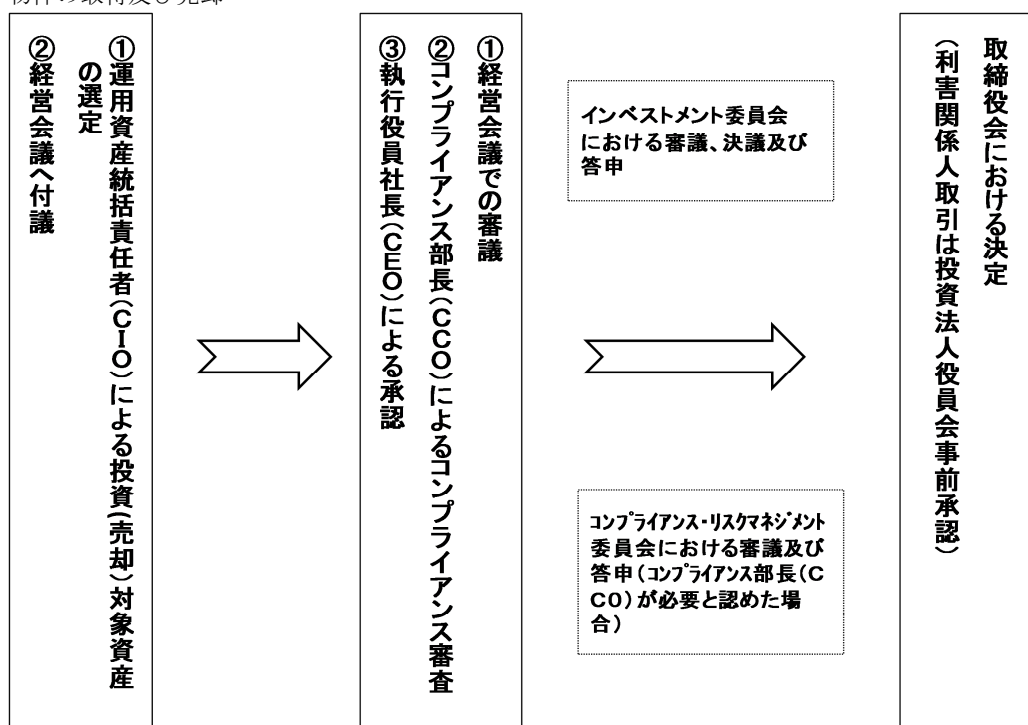 物件の取得及び売却
①運用資産統括責任者（ＣＩＯ）による投資（売却）対象資産
の選定
②経営会議へ付議
①経営会議での審議
②コンプライアンス部長（ＣＣＯ）によるコンプライアンス審査
③執行役員社長（ＣＥＯ）による承認
インベストメント委員会
における審議、決議及び
答申
ｺﾝﾌﾟﾗｲｱﾝｽ・ﾘｽｸﾏﾈｼﾞﾒﾝﾄ
委員会における審議及び
答申（ｺﾝﾌﾟﾗｲｱﾝｽ部長（Ｃ
ＣＯ）が必要と認めた場
合）
取締役会における決定
（利害関係人取引は投資法人役員会事前承認）